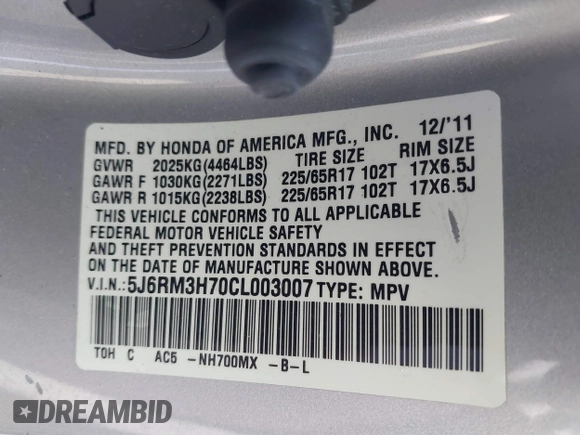 MFD. BY HONDA OF AMERICA MFG., INC. 12/'11
GVWR 2025KG(4464LBS) TIRE SIZE RIM SIZE
GAWR F 1030KG(2271LBS) 225/65R17 102T 17X6.5J
GAWR R 1015KG(2238LBS) 225/65R17 102T 17X6.5J
THIS VEHICLE CONFORMS TO ALL APPLICABLE
FEDERAL MOTOR VEHICLE SAFETY
AND THEFT PREVENTION STANDARDS IN EFFECT
ON THE DATE OF MANUFACTURE SHOWN ABOVE.
V.I.N.:5J6RM3H70CL003007 TYPE: MPV
TOH C AC5 -NH700MX -B-L
DREAMBID